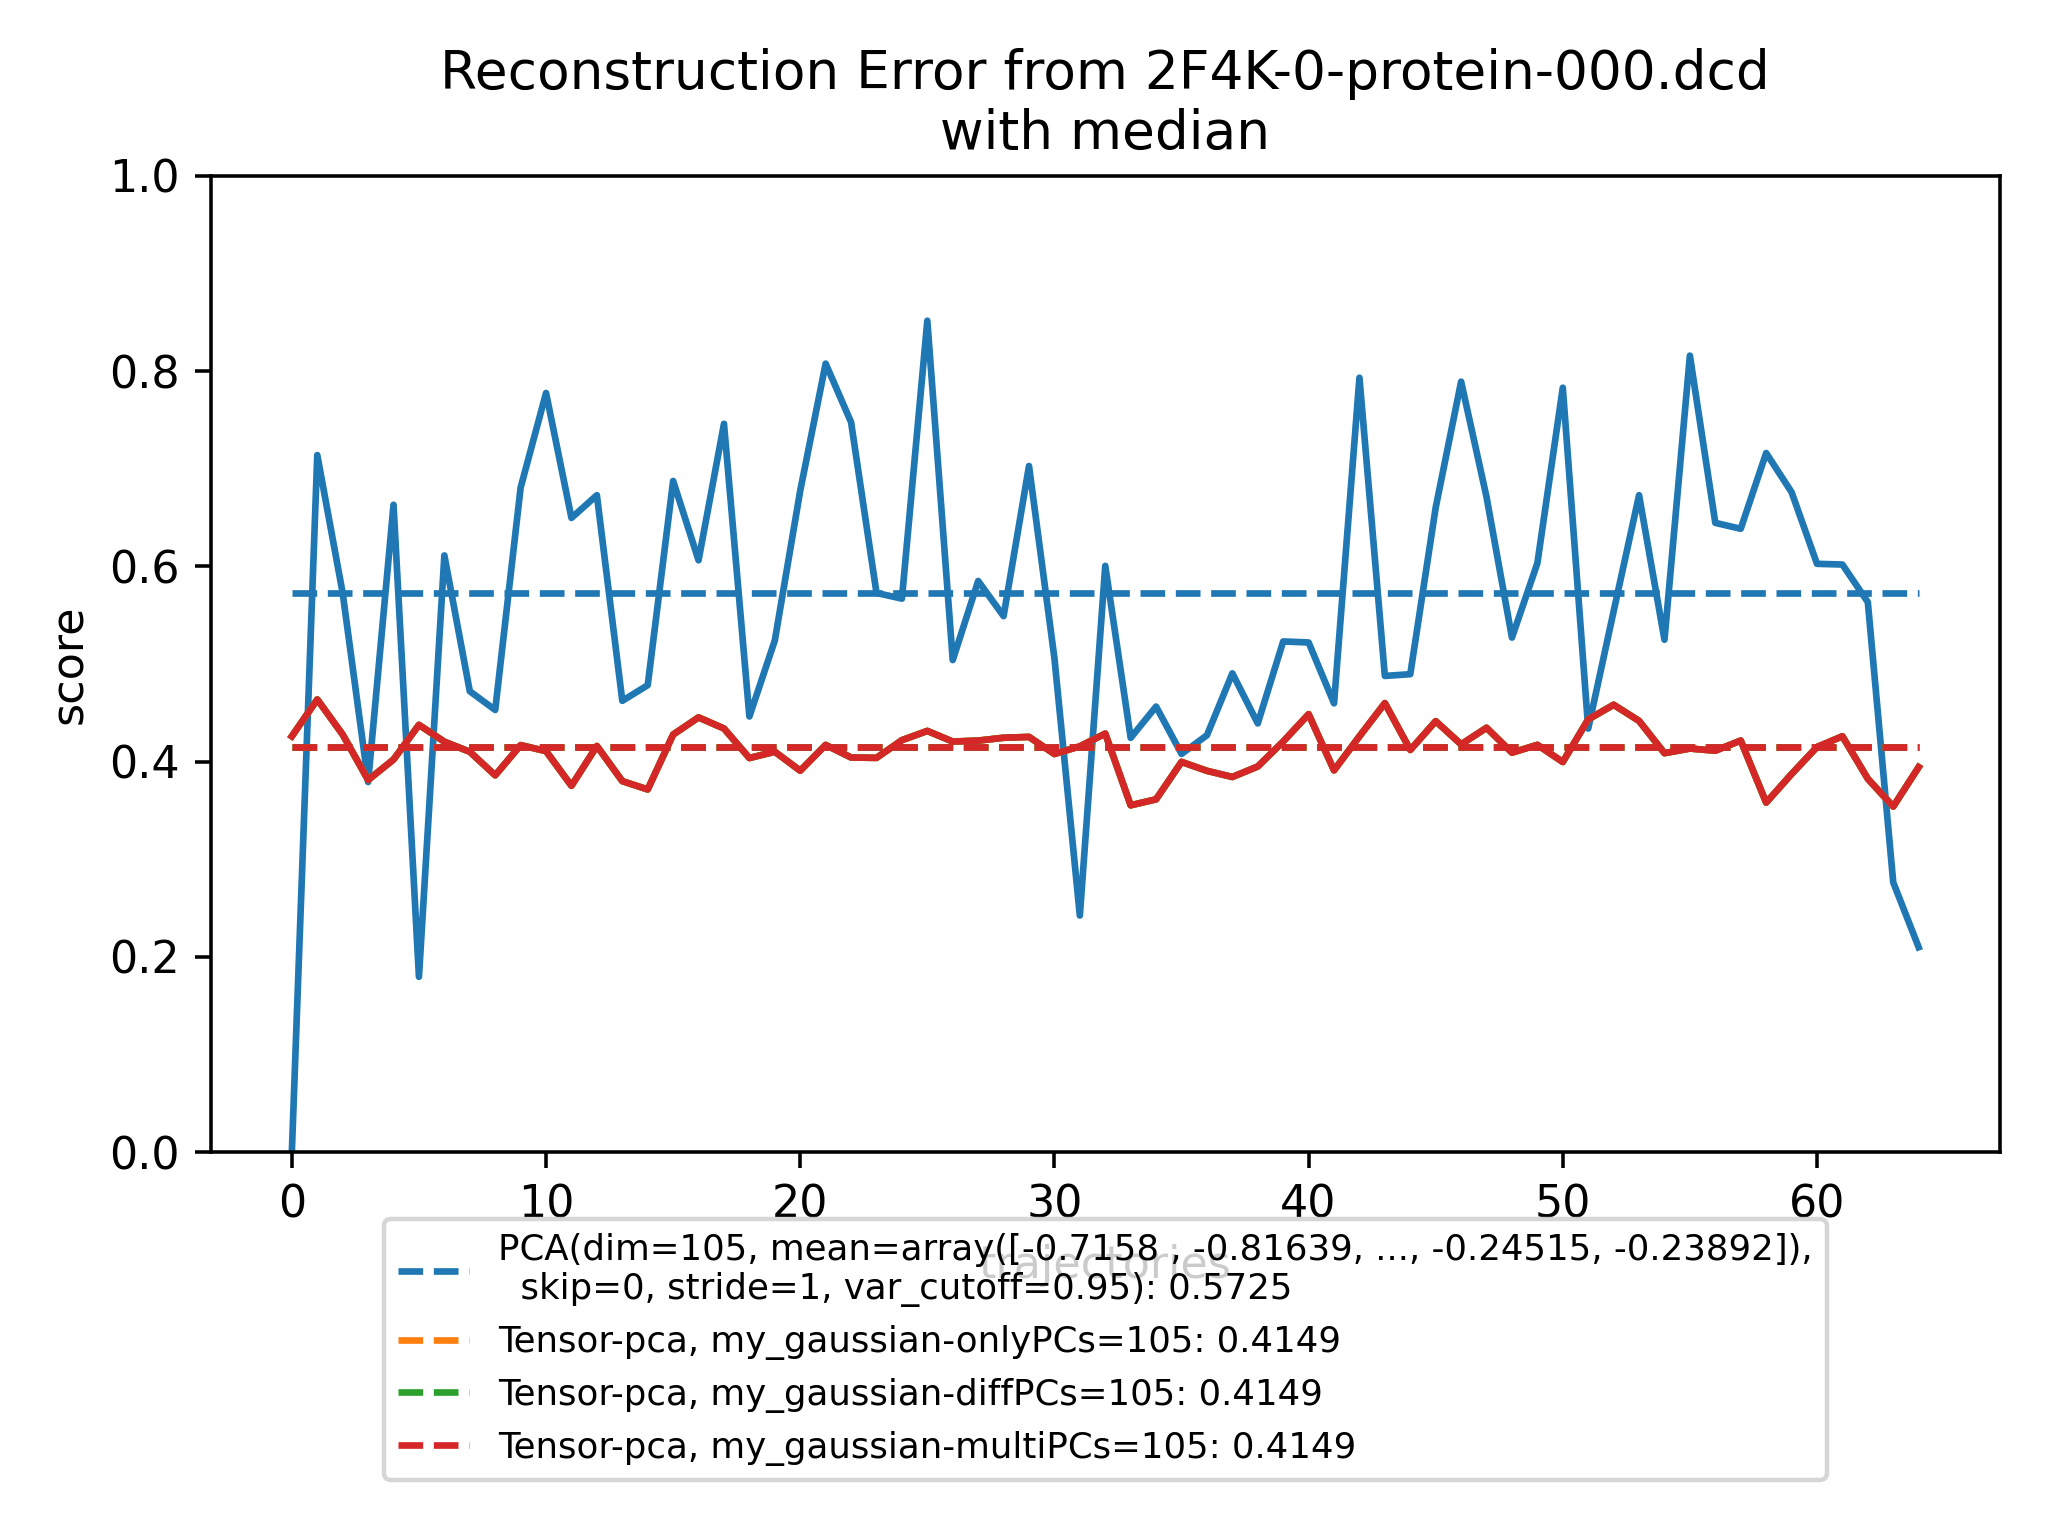 Reconstruction Error from 2F4K-0-protein-000.dcd
with median
1.0
0.8
0.6
0.4
0.2
0.0
score
0 10 20 30 40 50 60
trajectories
PCA(dim=105, mean=array([-0.7158 , -0.81639, ..., -0.24515, -0.23892]),
skip=0, stride=1, var_cutoff=0.95): 0.5725
Tensor-pca, my_gaussian-onlyPCs=105: 0.4149
Tensor-pca, my_gaussian-diffPCs=105: 0.4149
Tensor-pca, my_gaussian-multiPCs=105: 0.4149